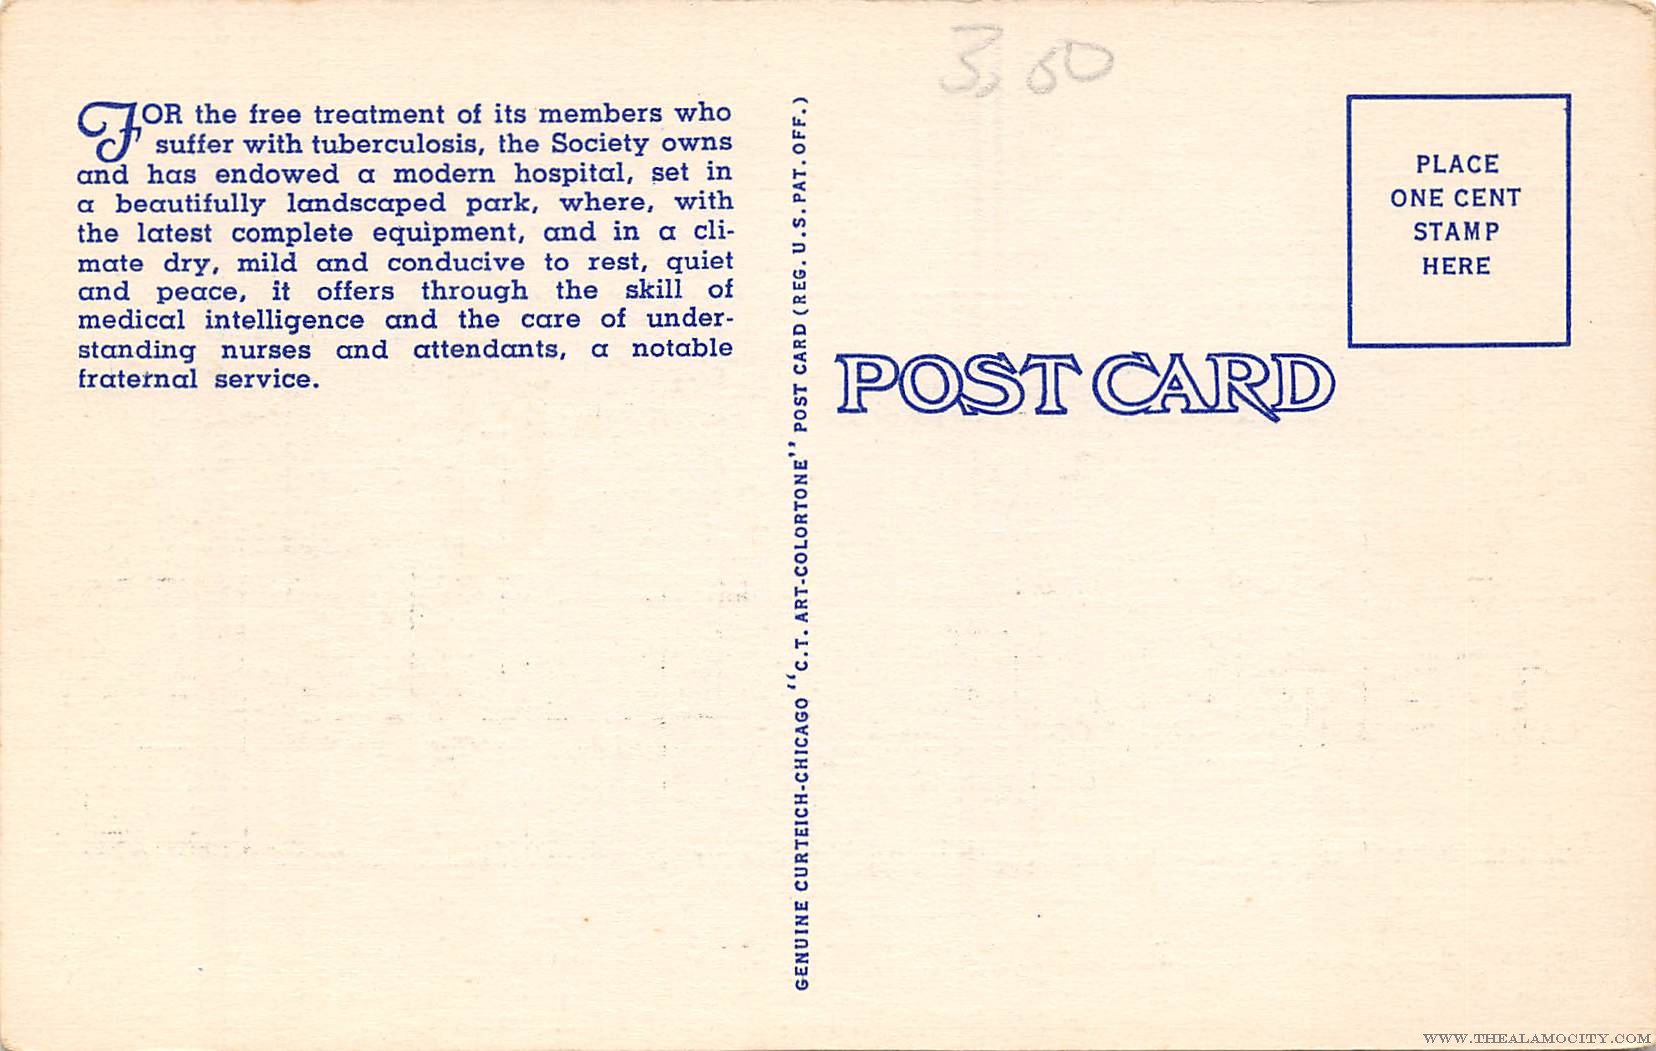 3.00
FOR the free treatment of its members who
suffer with tuberculosis, the Society owns
and has endowed a modern hospital, set in
a beautifully landscaped park, where, with
the latest complete equipment, and in a cli-
mate dry, mild and conducive to rest, quiet
and peace, it offers through the skill of
medical intelligence and the care of under-
standing nurses and attendants, a notable
fraternal service.
GENUINE CURTEICH-CHICAGO "C.T. ART-COLORTONE" POST CARD (REG. U.S. PAT. OFF.)
PLACE
ONE CENT
STAMP
HERE
POST CARD
WWW.THEALAMOCITY.COM